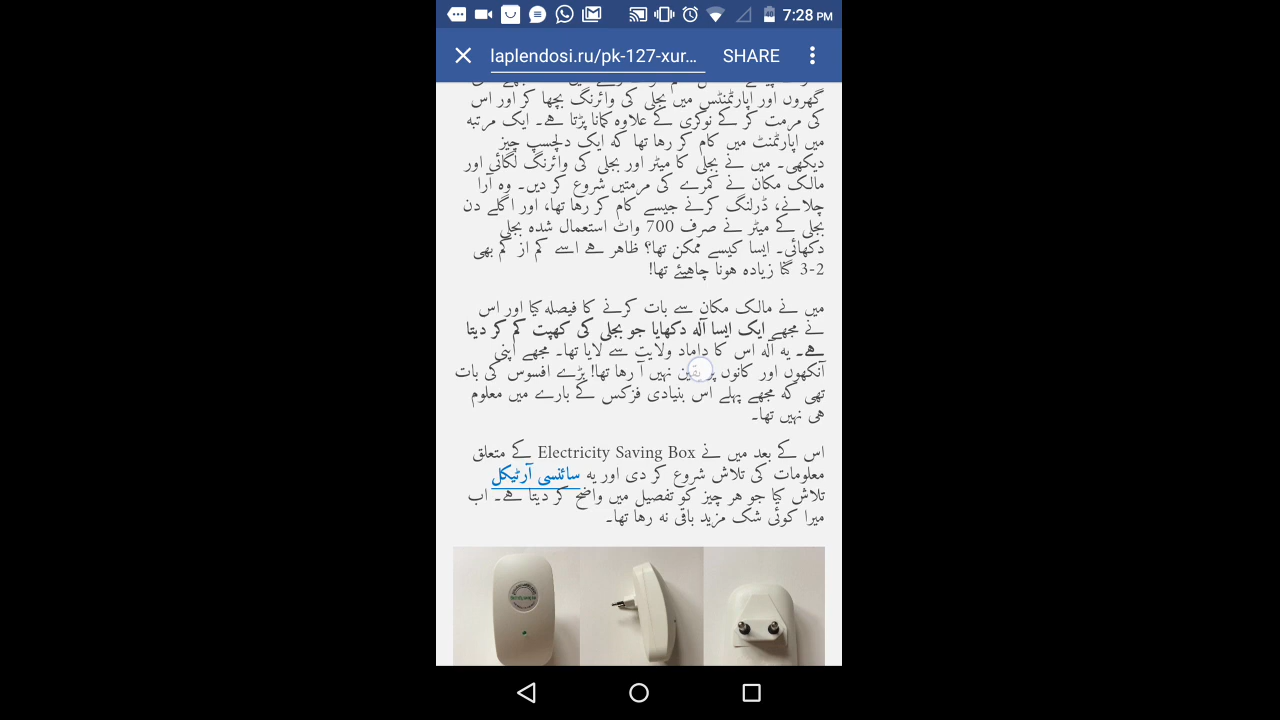 7:28 PM
laplendosi.ru/pk-127-xur...
SHARE
گھروں اور اپارٹمنٹس میں بجلی کی وائرنگ بچھا کر اور اس
کی مرمت کر کے نوکری کے علاوہ کمانا پڑتا ہے۔ ایک مرتبہ
میں اپارٹمنٹ میں کام کر رہا تھا کہ ایک دلچسپ چیز
دیکھی۔ میں نے بجلی کا میٹر اور بجلی کی وائرنگ لگائی اور
مالک مکان نے کمرے کی مرمتیں شروع کر دیں۔ وہ آرا
چلانے، ڈرلنگ کرنے جیسے کام کر رہا تھا، اور اگلے دن
بجلی کے میٹر نے صرف 700 واٹ استعمال شدہ بجلی
دکھائی۔ ایسا کیسے ممکن تھا؟ ظاہر ہے اسے کم از کم بھی
2-3 گنا زیادہ ہونا چاہیئے تھا!
میں نے مالک مکان سے بات کرنے کا فیصلہ کیا اور اس
نے مجھے ایک ایسا آلہ دکھایا جو بجلی کی کھپت کم کر دیتا
ہے۔ یہ آلہ اس کا داماد ولایت سے لایا تھا۔ مجھے اپنی
آنکھوں اور کانوں پر یقین نہیں آ رہا تھا! بڑے افسوس کی بات
تھی کہ مجھے پہلے اس بنیادی فزکس کے بارے میں معلوم
ہی نہیں تھا۔
اس کے بعد میں نے Electricity Saving Box کے متعلق
معلومات کی تلاش شروع کر دی اور یہ سائنسی آرٹیکل
تلاش کیا جو ہر چیز کو تفصیل میں واضح کر دیتا ہے۔ اب
میرا کوئی شک مزید باقی نہ رہا تھا۔